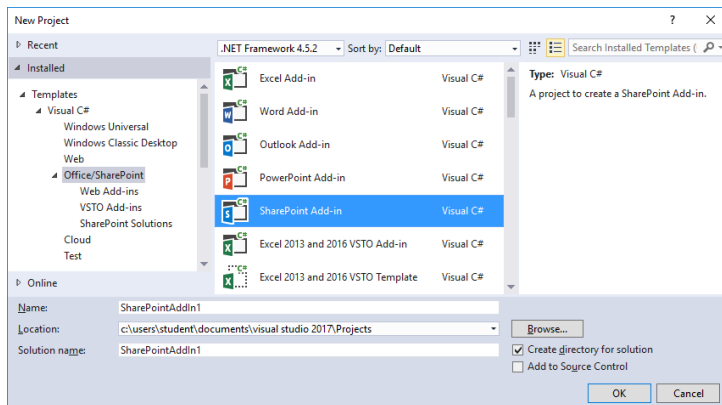 New Project
? ×
Recent
.NET Framework 4.5.2 Sort by: Default
Search Installed Templates (
Installed
Templates
Visual C#
Windows Universal
Windows Classic Desktop
Web
Office/SharePoint
Web Add-ins
VSTO Add-ins
SharePoint Solutions
Cloud
Test
Online
C# Excel Add-in Visual C#
C# Word Add-in Visual C#
C# Outlook Add-in Visual C#
C# PowerPoint Add-in Visual C#
C# SharePoint Add-in Visual C#
C# Excel 2013 and 2016 VSTO Add-in Visual C#
C# Excel 2013 and 2016 VSTO Template Visual C#
Type: Visual C#
A project to create a SharePoint Add-in.
Name: SharePointAddIn1
Location: c:\users\student\documents\visual studio 2017\Projects
Browse...
Solution name: SharePointAddIn1
Create directory for solution
Add to Source Control
OK Cancel